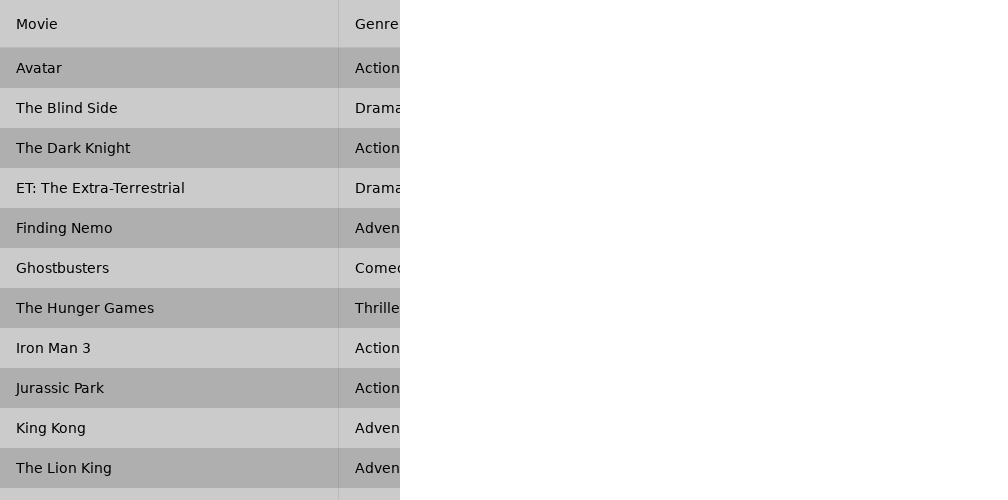 Movie Genre
Avatar Action
The Blind Side Drama
The Dark Knight Action
ET: The Extra-Terrestrial Drama
Finding Nemo Adven
Ghostbusters Come
The Hunger Games Thrille
Iron Man 3 Action
Jurassic Park Action
King Kong Adven
The Lion King Adven